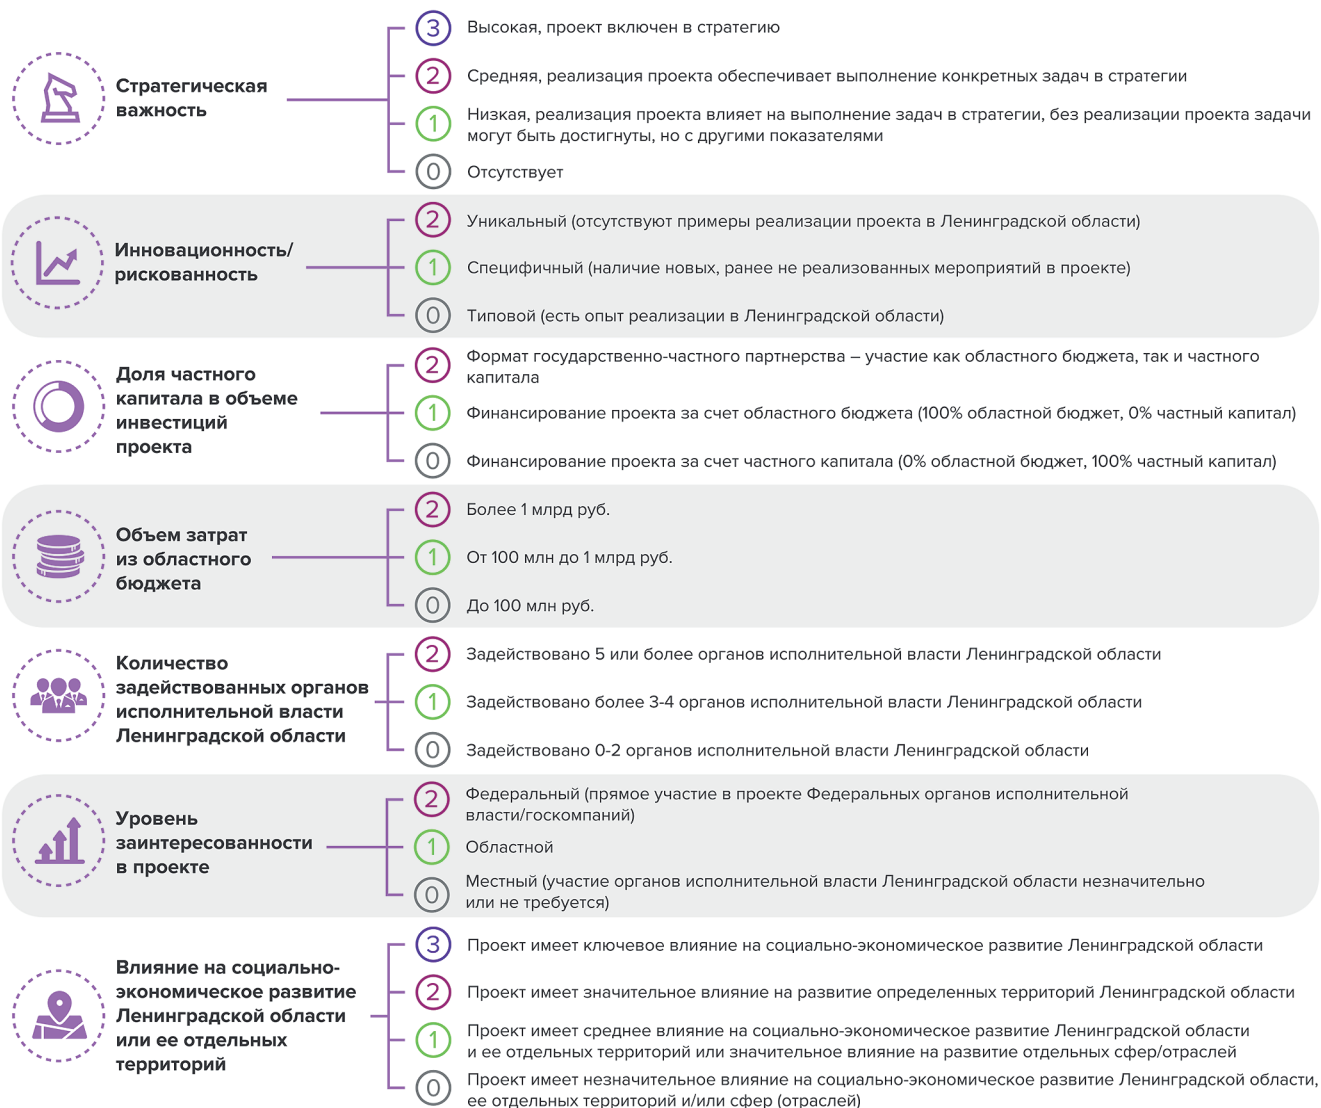 Стратегическая
важность
3
Высокая, проект включен в стратегию
2
Средняя, реализация проекта обеспечивает выполнение конкретных задач в стратегии
1
Низкая, реализация проекта влияет на выполнение задач в стратегии, без реализации проекта задачи
могут быть достигнуты, но с другими показателями
0
Отсутствует
Инновационность/
рискованность
2
Уникальный (отсутствуют примеры реализации проекта в Ленинградской области)
1
Специфичный (наличие новых, ранее не реализованных мероприятий в проекте)
0
Типовой (есть опыт реализации в Ленинградской области)
Доля частного
капитала в объеме
инвестиций
проекта
2
Формат государственно-частного партнерства – участие как областного бюджета, так и частного
капитала
1
Финансирование проекта за счет областного бюджета (100% областной бюджет, 0% частный капитал)
0
Финансирование проекта за счет частного капитала (0% областной бюджет, 100% частный капитал)
Объем затрат
из областного
бюджета
2
Более 1 млрд руб.
1
От 100 млн до 1 млрд руб.
0
До 100 млн руб.
Количество
задействованных органов
исполнительной власти
Ленинградской области
2
Задействовано 5 или более органов исполнительной власти Ленинградской области
1
Задействовано более 3-4 органов исполнительной власти Ленинградской области
0
Задействовано 0-2 органов исполнительной власти Ленинградской области
Уровень
заинтересованности
в проекте
2
Федеральный (прямое участие в проекте Федеральных органов исполнительной
власти/госкомпаний)
1
Областной
0
Местный (участие органов исполнительной власти Ленинградской области незначительно
или не требуется)
Влияние на социально-
экономическое развитие
Ленинградской области
или ее отдельных
территорий
3
Проект имеет ключевое влияние на социально-экономическое развитие Ленинградской области
2
Проект имеет значительное влияние на развитие определенных территорий Ленинградской области
1
Проект имеет среднее влияние на социально-экономическое развитие Ленинградской области
и ее отдельных территорий или значительное влияние на развитие отдельных сфер/отраслей
0
Проект имеет незначительное влияние на социально-экономическое развитие Ленинградской области,
ее отдельных территорий и/или сфер (отраслей)